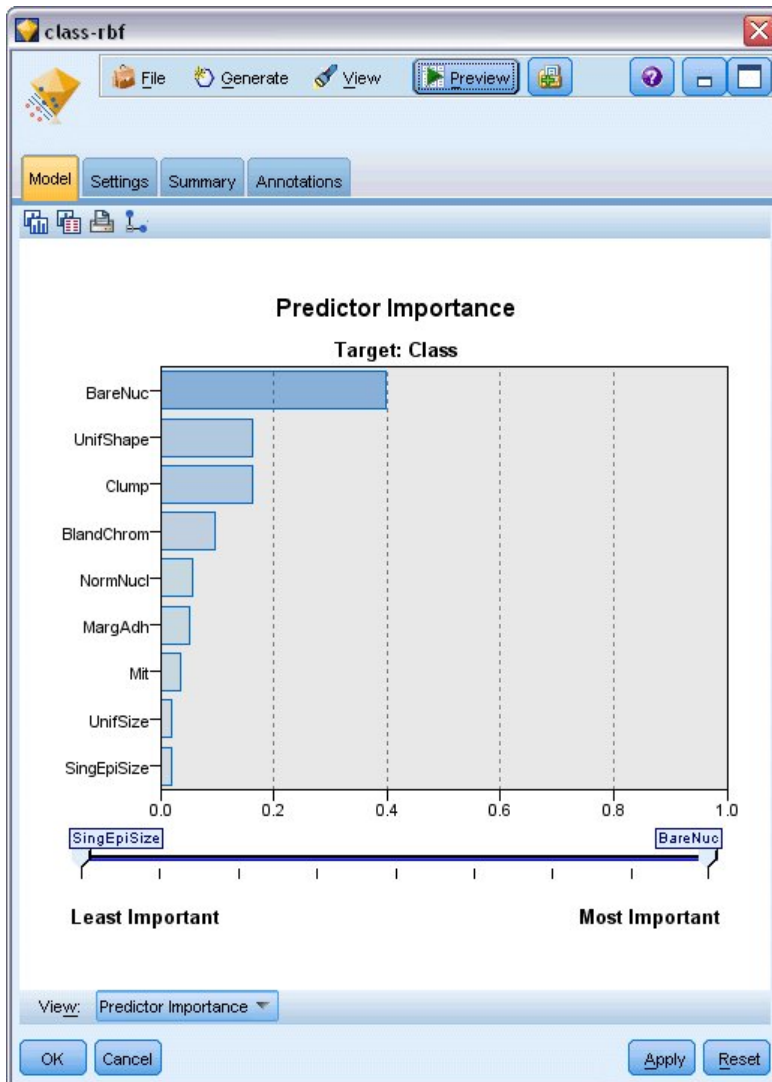 class-rbf
File Generate View Preview
Model Settings Summary Annotations
Predictor Importance
Target: Class
BareNuc
UnifShape
Clump
BlandChrom
NormNucl
MargAdh
Mit
UnifSize
SingEpiSize
0.0 0.2 0.4 0.6 0.8 1.0
SingEpiSize BareNuc
Least Important Most Important
View: Predictor Importance
OK Cancel Apply Reset